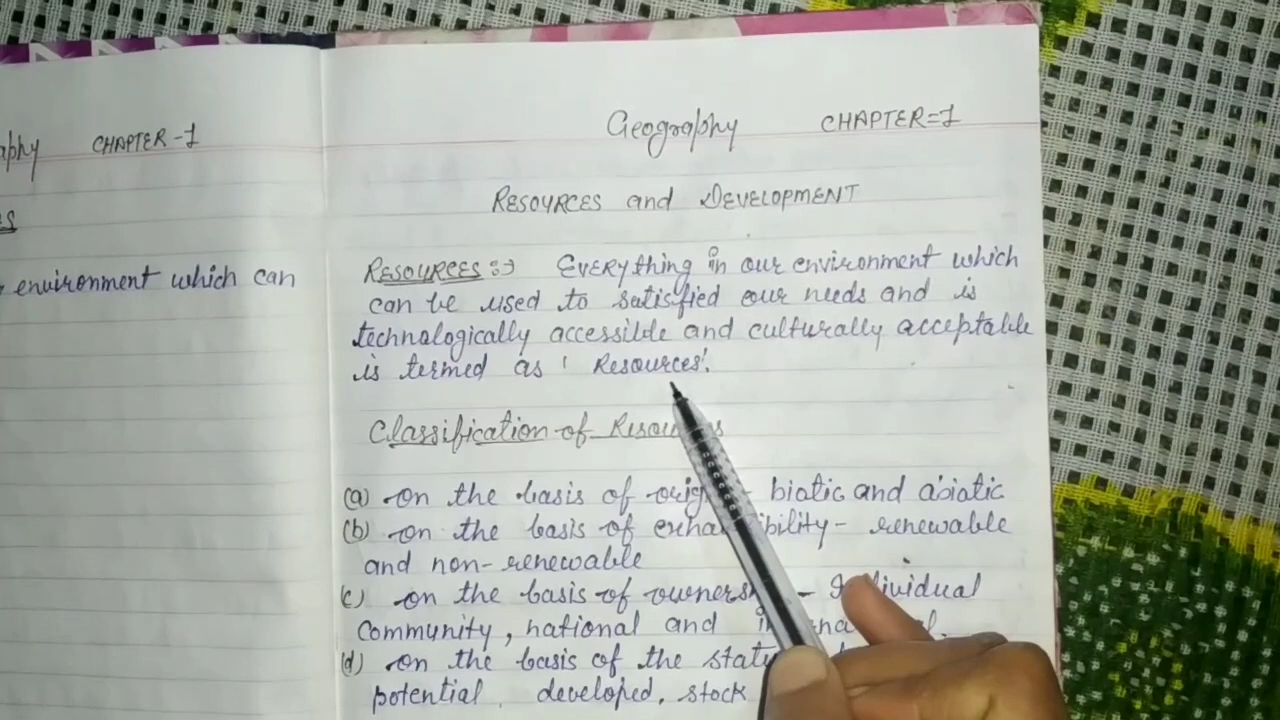 CHAPTER -1
environment which can
Geography CHAPTER=1
RESOURCES and DEVELOPMENT
RESOURCES :-> EVERYthing in our environment which
can be used to satisfied our needs and is
technologically accessible and culturally acceptable
is termed as ' Resources'.
Classification of
(a) on the basis of - biotic and abiatic
(b) on the basis of - renewable
and non-renewable
(c) on the basis of - Individual
community, national and
(d) on the basis of the
potential, developed, stock